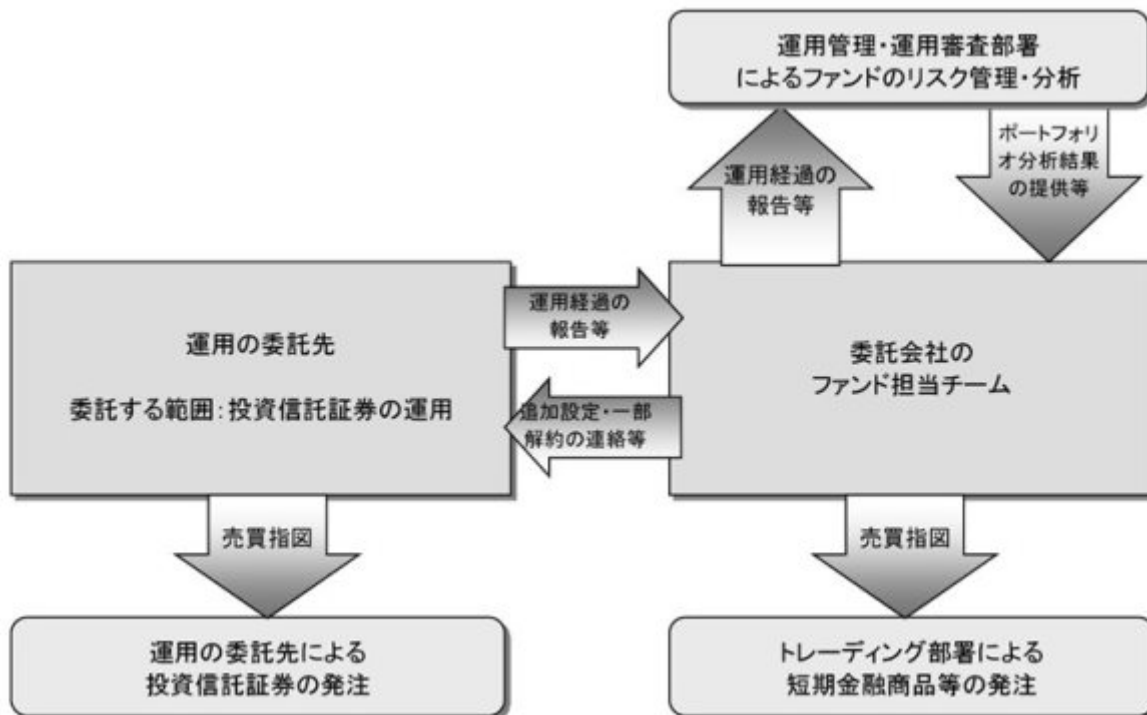 運用管理・運用審査部署
によるファンドのリスク管理・分析
運用経過の
報告等
ポートフォリ
オ分析結果
の提供等
運用の委託先
委託する範囲：投資信託証券の運用
運用経過の
報告等
追加設定・一部
解約の連絡等
委託会社の
ファンド担当チーム
売買指図
売買指図
運用の委託先による
投資信託証券の発注
トレーディング部署による
短期金融商品等の発注